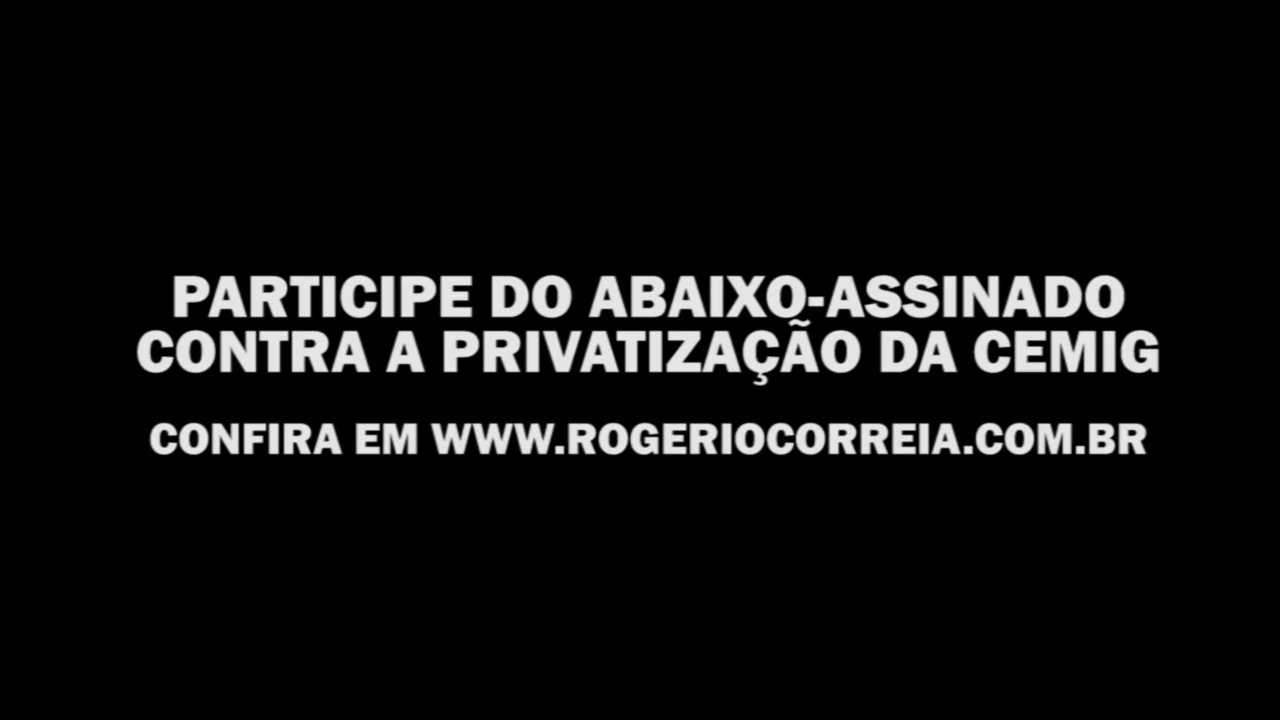 PARTICIPE DO ABAIXO-ASSINADO
CONTRA A PRIVATIZAÇÃO DA CEMIG
CONFIRA EM WWW.ROGERIOCORREIA.COM.BR